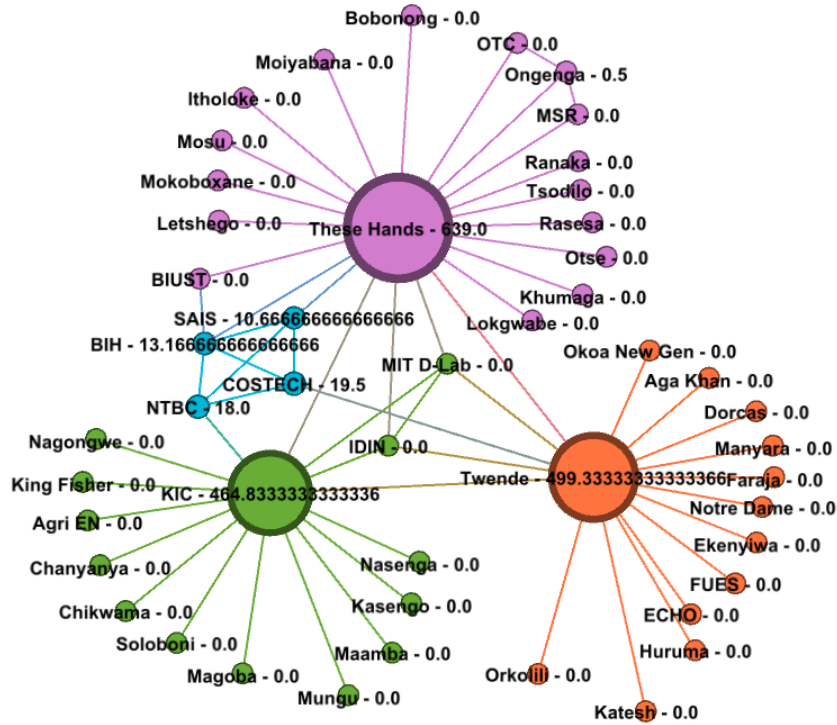 Bobonong - 0.0
OTC - 0.0
Moiyabana - 0.0
Ongenga - 0.5
Itholoke - 0.0
MSR - 0.0
Mosu - 0.0
Ranaka - 0.0
Mokoboxane - 0.0
Tsodilo - 0.0
Letshego - 0.0
These Hands - 639.0
Rasesa - 0.0
Otse - 0.0
BIUST - 0.0
Khumaga - 0.0
SAIS - 10.666666666666666
Lokgwabe - 0.0
BIH - 13.166666666666666
Okoa New Gen - 0.0
MIT D-Lab - 0.0
Aga Khan - 0.0
COSTECH - 19.5
NTBC - 18.0
Dorcas - 0.0
Nagongwe - 0.0
IDIN - 0.0
Manyara - 0.0
King Fisher - 0.0
KIC - 464.8333333333336
Twende - 499.33333333333366
Faraja - 0.0
Notre Dame - 0.0
Agri EN - 0.0
Ekenyiwa - 0.0
Chanyanya - 0.0
Nasenga - 0.0
FUES - 0.0
Chikwama - 0.0
Kasengo - 0.0
ECHO - 0.0
Soloboni - 0.0
Maamba - 0.0
Huruma - 0.0
Magoba - 0.0
Orkolili - 0.0
Mungu - 0.0
Katesh - 0.0